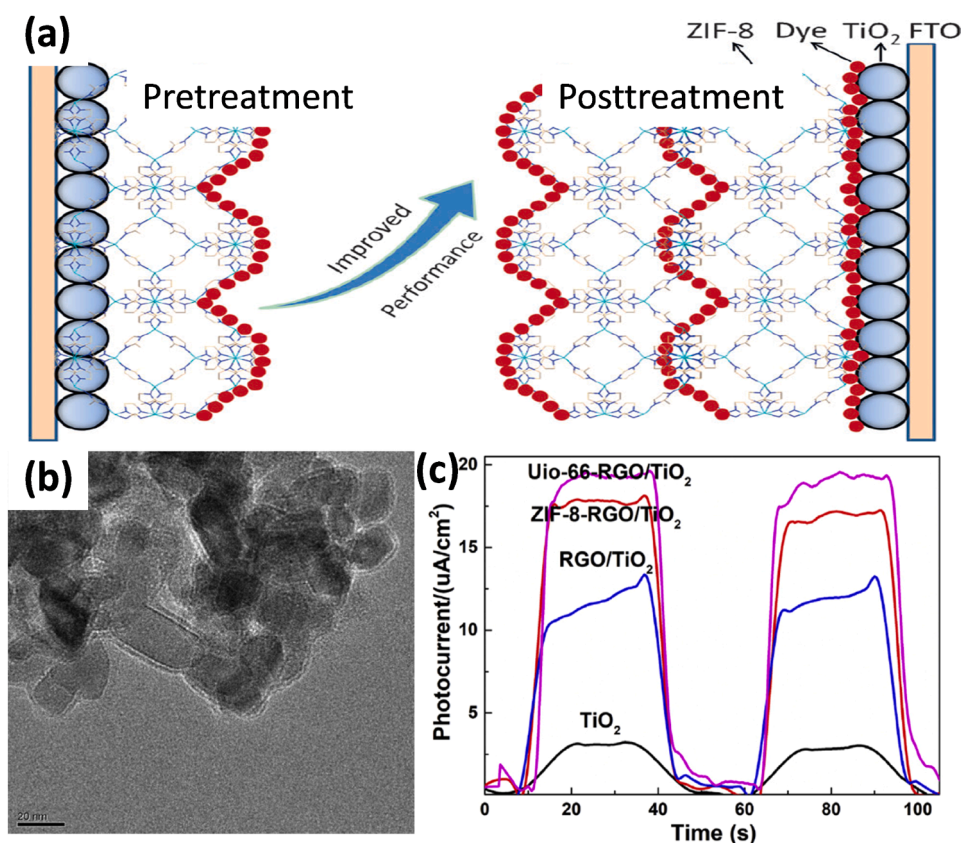 (a)
ZIF-8 Dye TiO₂ FTO
Pretreatment
Posttreatment
Improved
Performance
(b)
20 nm
(c)
Photocurrent/(uA/cm²)
20
15
10
5
Uio-66-RGO/TiO₂
ZIF-8-RGO/TiO₂
RGO/TiO₂
TiO₂
0 20 40 60 80 100
Time (s)